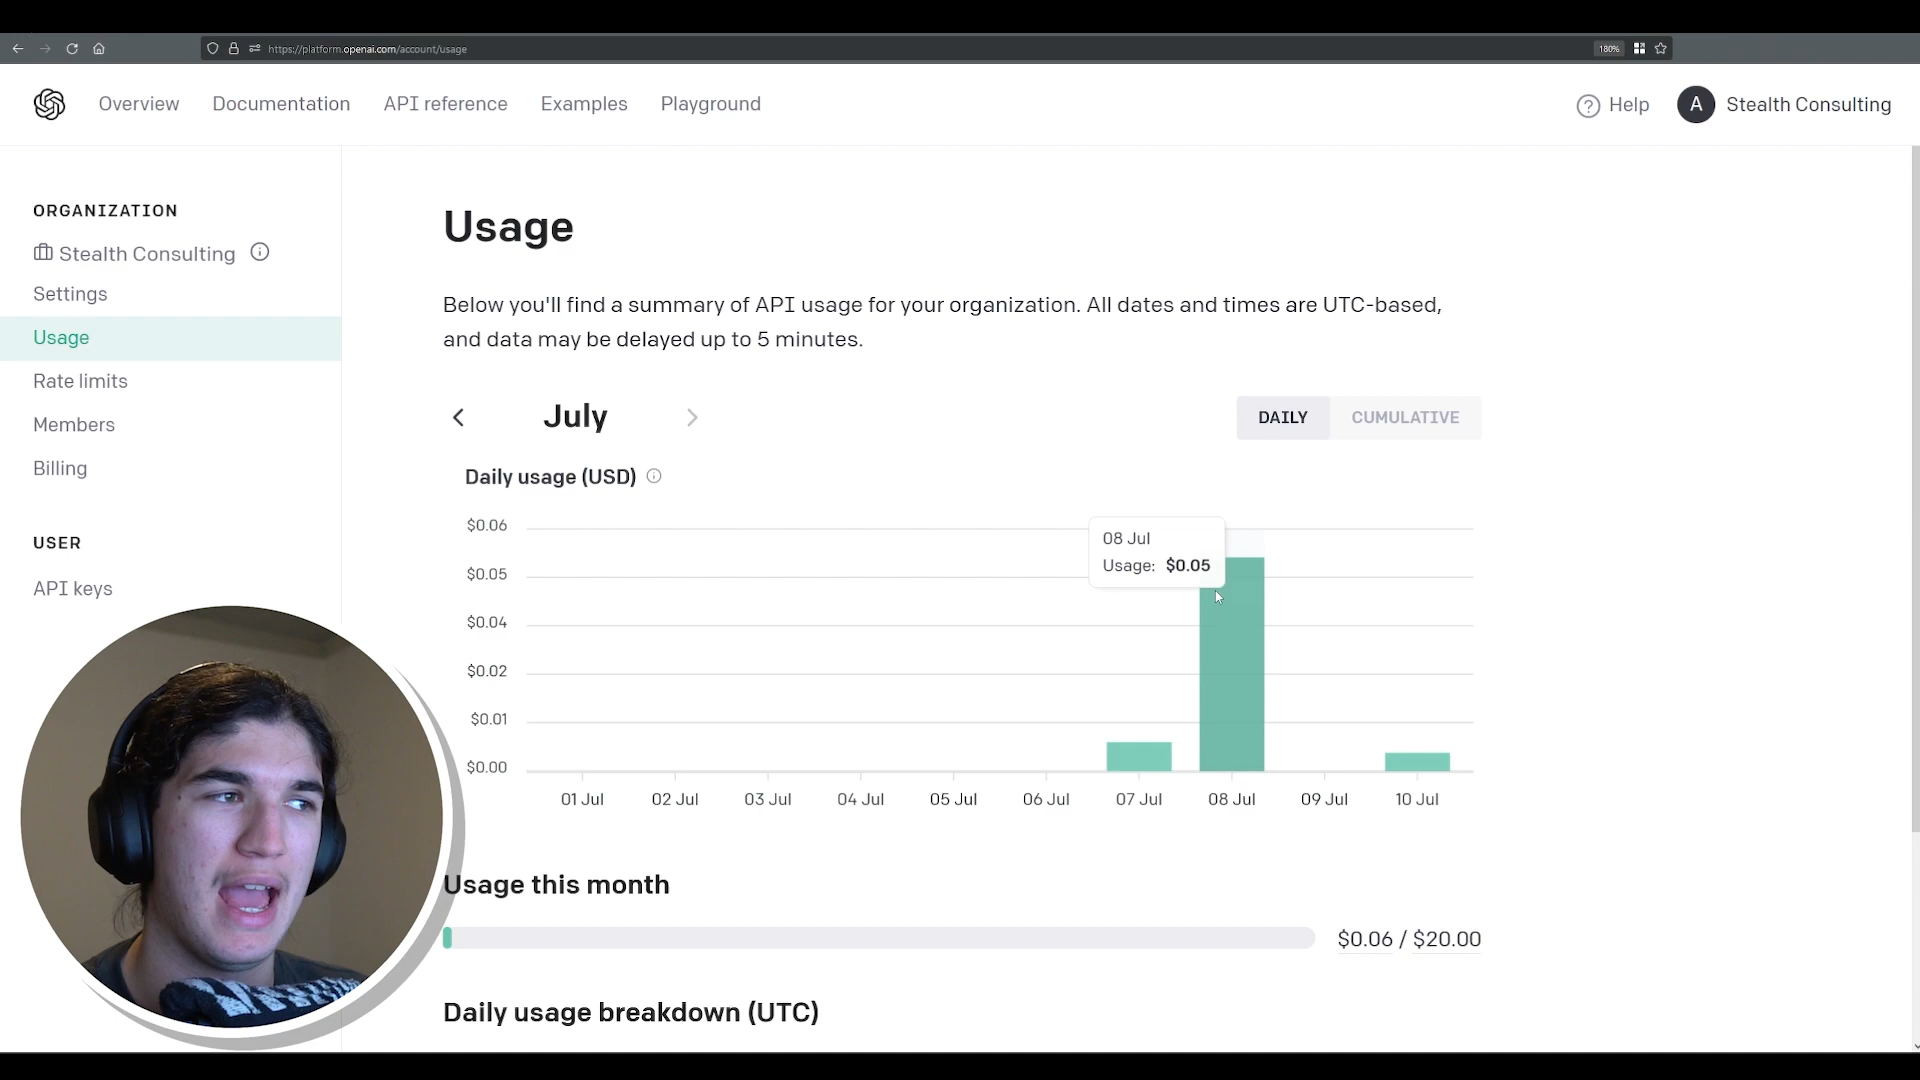 https://platform.openai.com/account/usage
180%
Overview
Documentation
API reference
Examples
Playground
Help
A
Stealth Consulting
ORGANIZATION
Stealth Consulting
Settings
Usage
Rate limits
Members
Billing
USER
API keys
Usage
Below you'll find a summary of API usage for your organization. All dates and times are UTC-based,
and data may be delayed up to 5 minutes.
July
DAILY
CUMULATIVE
Daily usage (USD)
$0.06
$0.05
$0.04
$0.02
$0.01
$0.00
08 Jul
Usage: $0.05
01 Jul
02 Jul
03 Jul
04 Jul
05 Jul
06 Jul
07 Jul
08 Jul
09 Jul
10 Jul
Usage this month
$0.06 / $20.00
Daily usage breakdown (UTC)